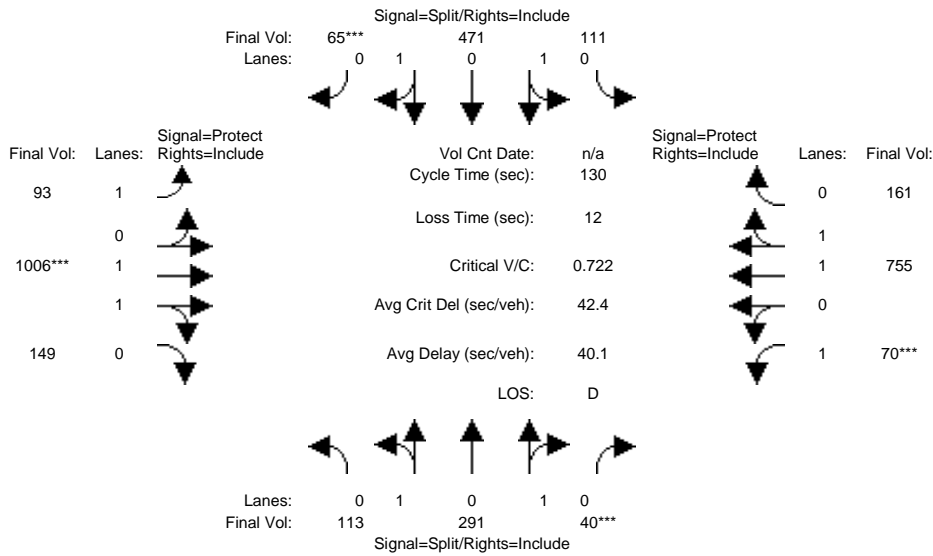 Signal=Split/Rights=Include
Final Vol: 65*** 471 111
Lanes: 0 1 0 1 0
Signal=Protect
Final Vol: Lanes: Rights=Include
Vol Cnt Date: n/a
Signal=Protect
Rights=Include Lanes: Final Vol:
Cycle Time (sec): 130
93 1
0 161
Loss Time (sec): 12
0
1
1006*** 1
Critical V/C: 0.722
1 755
1
Avg Crit Del (sec/veh): 42.4
0
149 0
Avg Delay (sec/veh): 40.1
1 70***
LOS: D
Lanes: 0 1 0 1 0
Final Vol: 113 291 40***
Signal=Split/Rights=Include